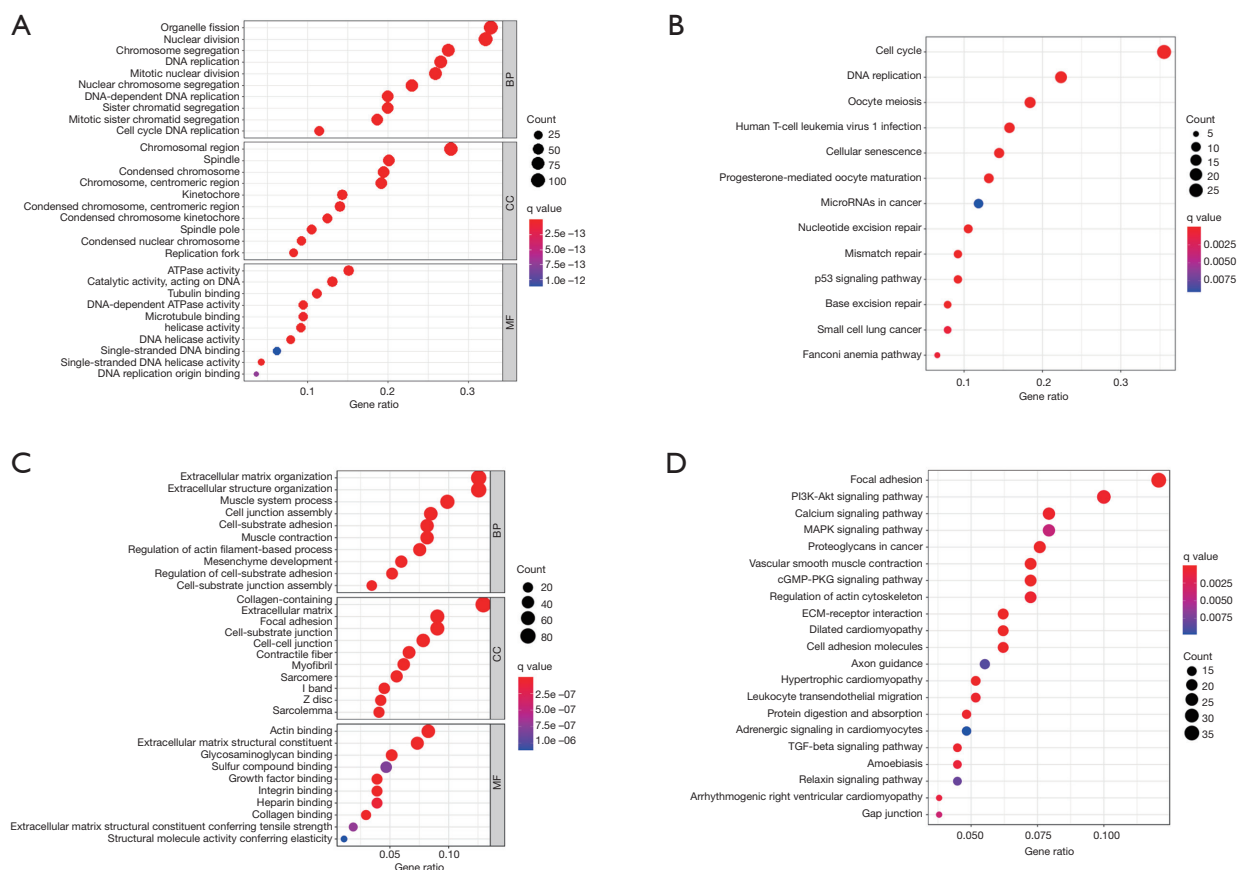 A
Organelle fission
Nuclear division
Chromosome segregation
DNA replication
Mitotic nuclear division
Nuclear chromosome segregation
DNA-dependent DNA replication
Sister chromatid segregation
Mitotic sister chromatid segregation
Cell cycle DNA replication
BP
Chromosomal region
Spindle
Condensed chromosome
Chromosome, centromeric region
Kinetochore
Condensed chromosome, centromeric region
Condensed chromosome kinetochore
Spindle pole
Condensed nuclear chromosome
Replication fork
CC
ATPase activity
Catalytic activity, acting on DNA
Tubulin binding
DNA-dependent ATPase activity
Microtubule binding
helicase activity
DNA helicase activity
Single-stranded DNA binding
Single-stranded DNA helicase activity
DNA replication origin binding
MF
0.1 0.2 0.3
Gene ratio
Count
25
50
75
100
q value
2.5e -13
5.0e -13
7.5e -13
1.0e -12
B
Cell cycle
DNA replication
Oocyte meiosis
Human T-cell leukemia virus 1 infection
Cellular senescence
Progesterone-mediated oocyte maturation
MicroRNAs in cancer
Nucleotide excision repair
Mismatch repair
p53 signaling pathway
Base excision repair
Small cell lung cancer
Fanconi anemia pathway
0.1 0.2 0.3
Gene ratio
Count
5
10
15
20
25
q value
0.0025
0.0050
0.0075
C
Extracellular matrix organization
Extracellular structure organization
Muscle system process
Cell junction assembly
Cell-substrate adhesion
Muscle contraction
Regulation of actin filament-based process
Mesenchyme development
Regulation of cell-substrate adhesion
Cell-substrate junction assembly
BP
Collagen-containing
Extracellular matrix
Focal adhesion
Cell-substrate junction
Cell-cell junction
Contractile fiber
Myofibril
Sarcomere
I band
Z disc
Sarcolemma
CC
Actin binding
Extracellular matrix structural constituent
Glycosaminoglycan binding
Sulfur compound binding
Growth factor binding
Integrin binding
Heparin binding
Collagen binding
Extracellular matrix structural constituent conferring tensile strength
Structural molecule activity conferring elasticity
MF
0.05 0.10
Gene ratio
Count
20
40
60
80
q value
2.5e -07
5.0e -07
7.5e -07
1.0e -06
D
Focal adhesion
PI3K-Akt signaling pathway
Calcium signaling pathway
MAPK signaling pathway
Proteoglycans in cancer
Vascular smooth muscle contraction
cGMP-PKG signaling pathway
Regulation of actin cytoskeleton
ECM-receptor interaction
Dilated cardiomyopathy
Cell adhesion molecules
Axon guidance
Hypertrophic cardiomyopathy
Leukocyte transendothelial migration
Protein digestion and absorption
Adrenergic signaling in cardiomyocytes
TGF-beta signaling pathway
Amoebiasis
Relaxin signaling pathway
Arrhythmogenic right ventricular cardiomyopathy
Gap junction
0.050 0.075 0.100
Gene ratio
q value
0.0025
0.0050
0.0075
Count
15
20
25
30
35